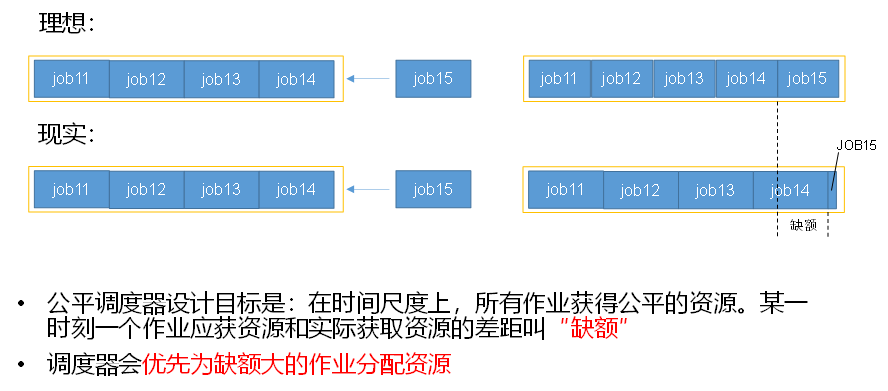 理想：
job11 job12 job13 job14 job15 job11 job12 job13 job14 job15
现实：
JOB15
job11 job12 job13 job14 job15 job11 job12 job13 job14
缺额
• 公平调度器设计目标是：在时间尺度上，所有作业获得公平的资源。某一
时刻一个作业应获资源和实际获取资源的差距叫“缺额”
• 调度器会优先为缺额大的作业分配资源